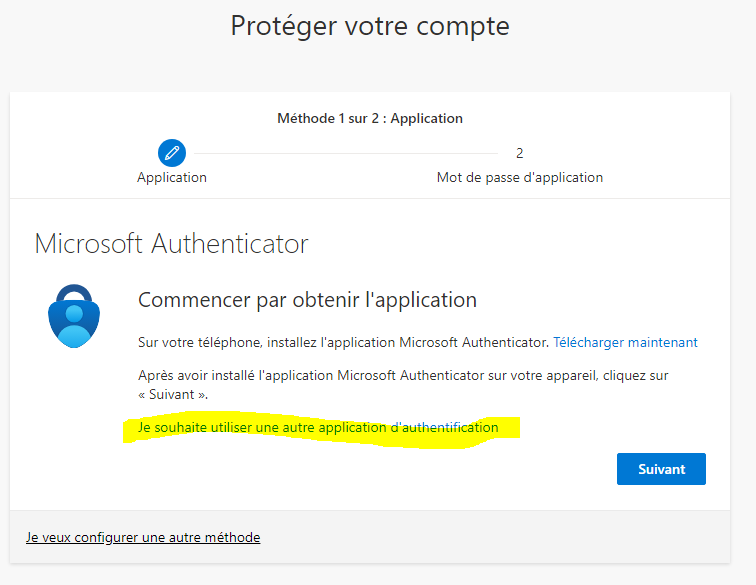 Protéger votre compte
Méthode 1 sur 2 : Application
2
Application
Mot de passe d'application
Microsoft Authenticator
Commencer par obtenir l'application
Sur votre téléphone, installez l'application Microsoft Authenticator. Télécharger maintenant
Après avoir installé l'application Microsoft Authenticator sur votre appareil, cliquez sur
« Suivant ».
Je souhaite utiliser une autre application d'authentification
Suivant
Je veux configurer une autre méthode